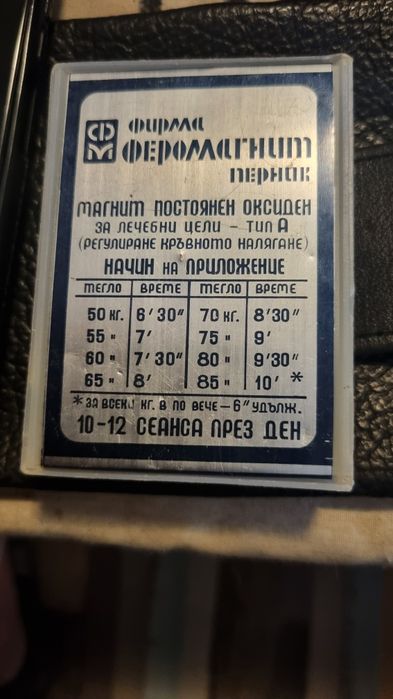 ФМ
ФИРМА
ФЕРОМАГНИТ
ПЕРНИК
МАГНИТ ПОСТОЯНЕН ОКСИДЕН
ЗА ЛЕЧЕБНИ ЦЕЛИ - ТИП А
(РЕГУЛИРАНЕ КРЪВНОТО НАЛЯГАНЕ)
НАЧИН НА ПРИЛОЖЕНИЕ
ТЕГЛО ВРЕМЕ ТЕГЛО ВРЕМЕ
50 КГ. 6'30" 70 КГ. 8'30"
55 " 7' 75 " 9'
60 " 7'30" 80 " 9'30"
65 " 8' 85 " 10' *
* ЗА ВСЕКИ КГ. В ПО ВЕЧЕ - 6" УДЪЛЖ.
10-12 СЕАНСА ПРЕЗ ДЕН